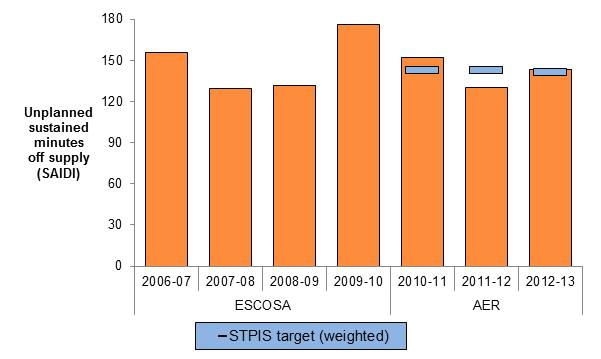 180
150
120
90
60
30
0
Unplanned
sustained
minutes
off supply
(SAIDI)
2006-07 2007-08 2008-09 2009-10 2010-11 2011-12 2012-13
ESCOSA AER
STPIS target (weighted)